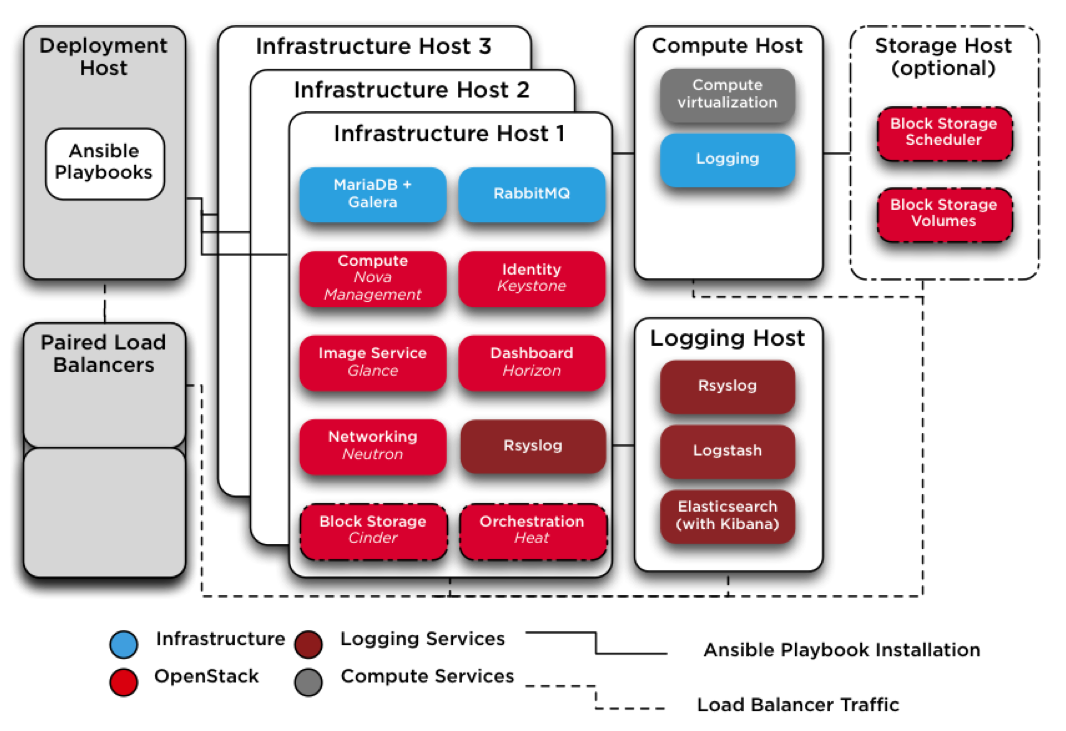 Deployment
Host
Ansible
Playbooks
Paired Load
Balancers
Infrastructure Host 3
Infrastructure Host 2
Infrastructure Host 1
MariaDB +
Galera
RabbitMQ
Compute
Nova
Management
Identity
Keystone
Image Service
Glance
Dashboard
Horizon
Networking
Neutron
Rsyslog
Block Storage
Cinder
Orchestration
Heat
Compute Host
Compute
virtualization
Logging
Storage Host
(optional)
Block Storage
Scheduler
Block Storage
Volumes
Logging Host
Rsyslog
Logstash
Elasticsearch
(with Kibana)
Infrastructure
OpenStack
Logging Services
Compute Services
Ansible Playbook Installation
Load Balancer Traffic